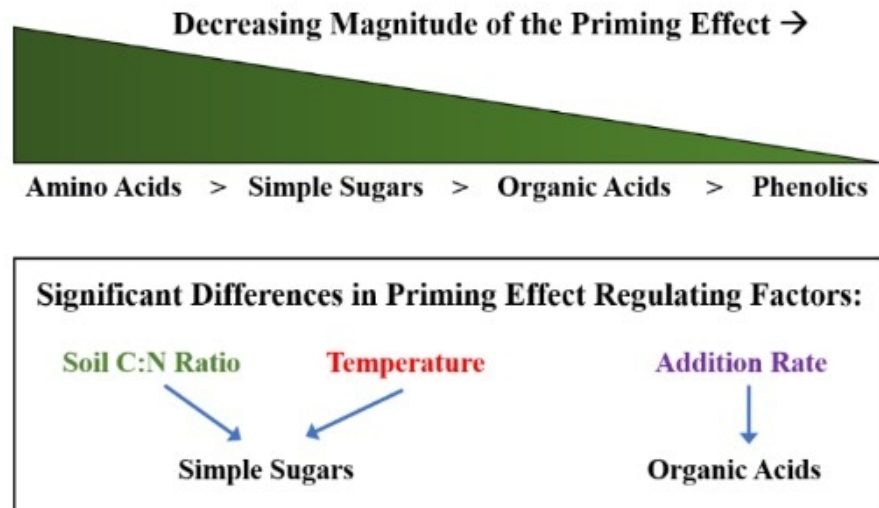 Decreasing Magnitude of the Priming Effect →
Amino Acids > Simple Sugars > Organic Acids > Phenolics
Significant Differences in Priming Effect Regulating Factors:
Soil C:N Ratio Temperature Addition Rate
Simple Sugars Organic Acids